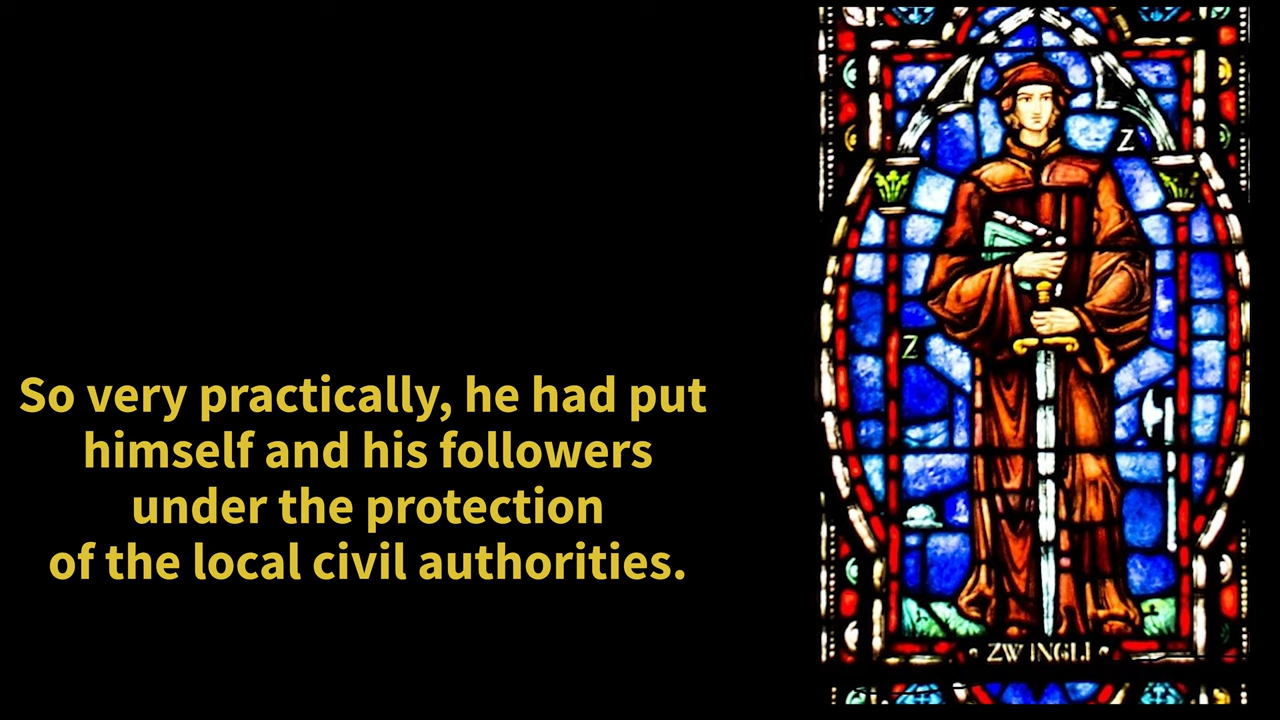 So very practically, he had put
himself and his followers
under the protection
of the local civil authorities.
Z
Z
ZWINGLI